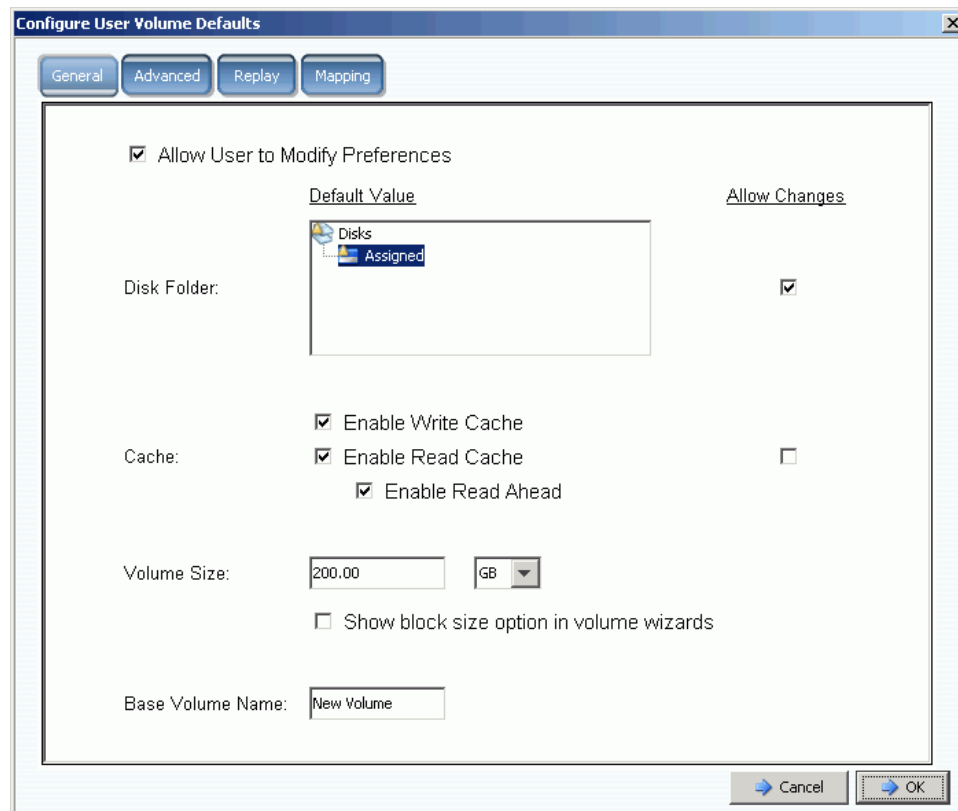 Configure User Volume Defaults
General Advanced Replay Mapping
Allow User to Modify Preferences
Default Value Allow Changes
Disks
Assigned
Disk Folder:
Enable Write Cache
Cache: Enable Read Cache
Enable Read Ahead
Volume Size: 200.00 GB
Show block size option in volume wizards
Base Volume Name: New Volume
Cancel OK